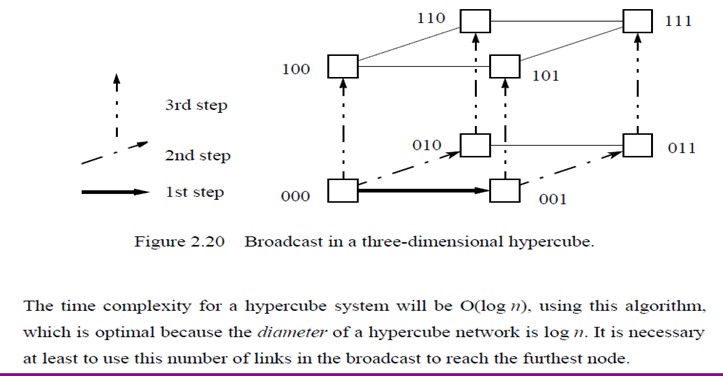 110
111
100
101
3rd step
010
011
2nd step
1st step
000
001
Figure 2.20 Broadcast in a three-dimensional hypercube.
The time complexity for a hypercube system will be O(log n), using this algorithm,
which is optimal because the diameter of a hypercube network is log n. It is necessary
at least to use this number of links in the broadcast to reach the furthest node.